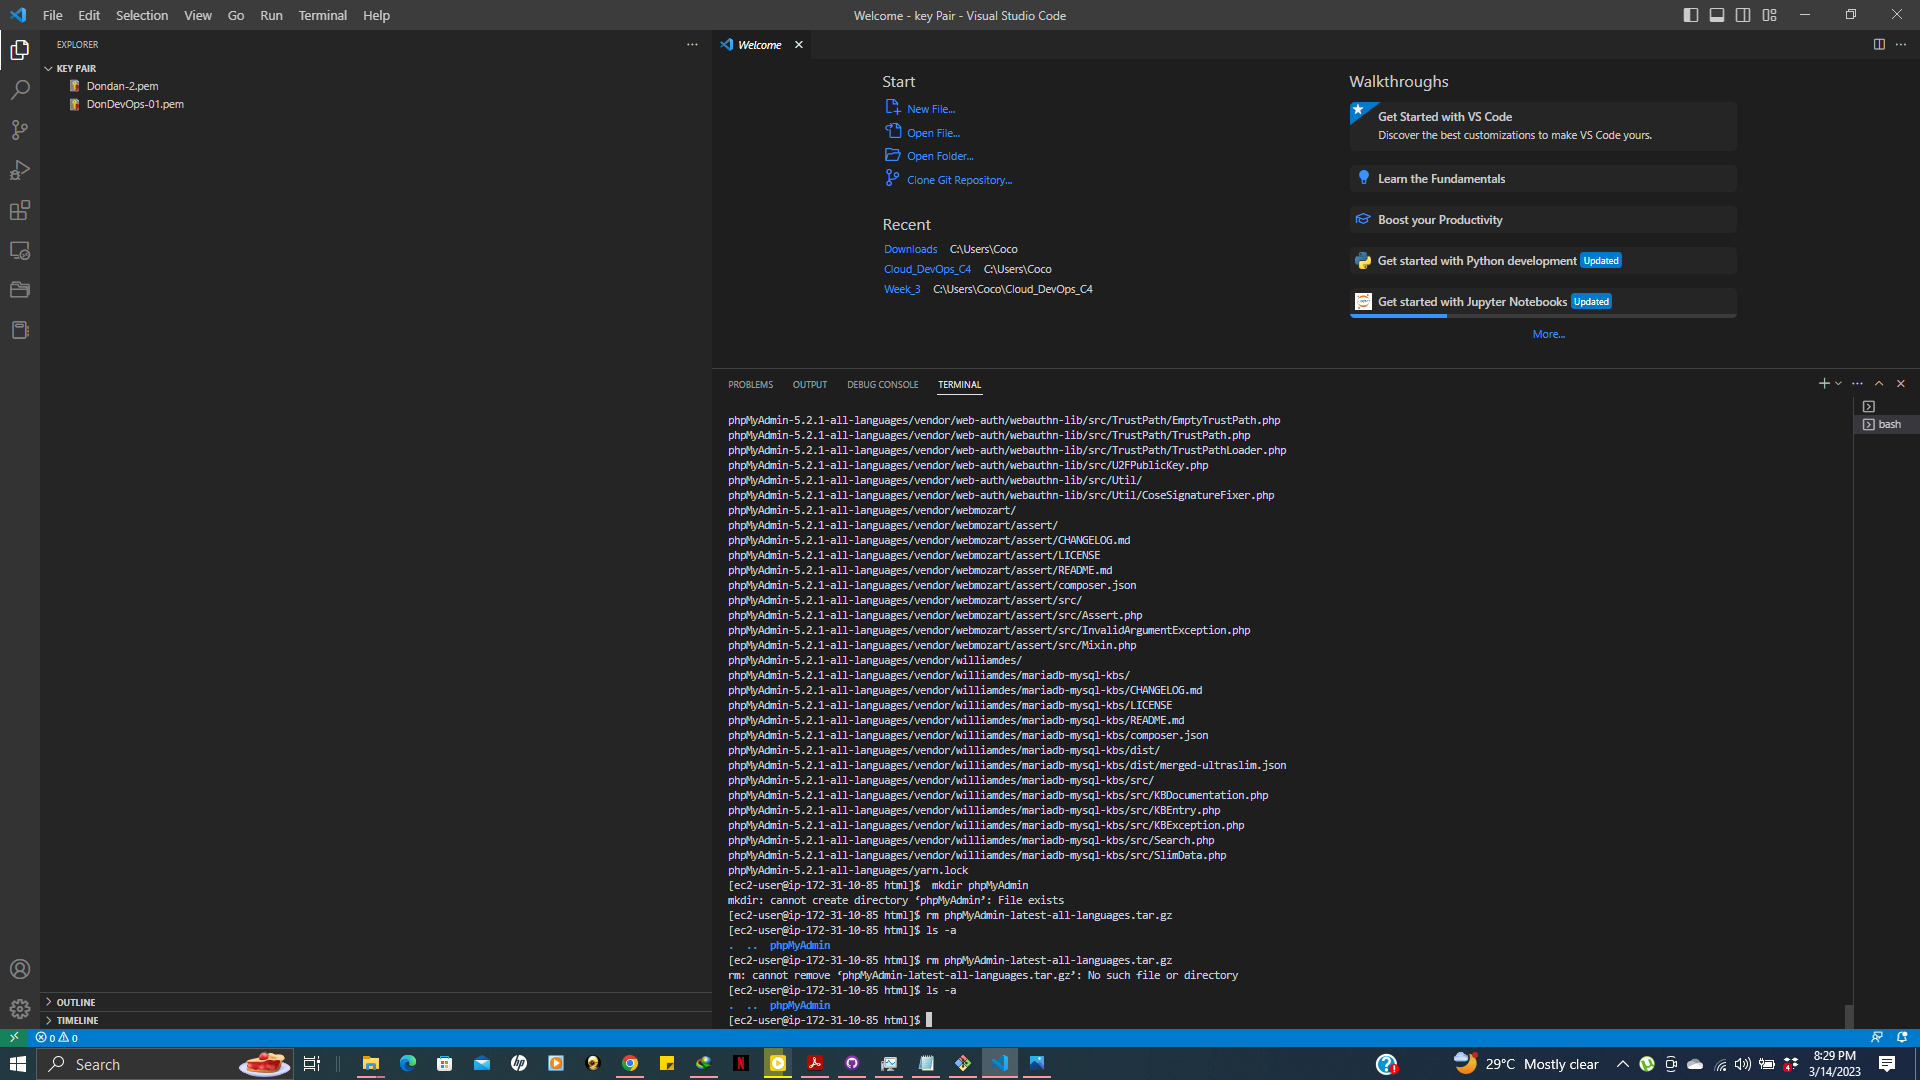 File Edit Selection View Go Run Terminal Help
Welcome - key Pair - Visual Studio Code
EXPLORER
KEY PAIR
Dondan-2.pem
DonDevOps-01.pem
OUTLINE
TIMELINE
Welcome
Start
New File...
Open File...
Open Folder...
Clone Git Repository...
Recent
Downloads C:\Users\Coco
Cloud_DevOps_C4 C:\Users\Coco
Week_3 C:\Users\Coco\Cloud_DevOps_C4
Walkthroughs
Get Started with VS Code
Discover the best customizations to make VS Code yours.
Learn the Fundamentals
Boost your Productivity
Get started with Python development Updated
Get started with Jupyter Notebooks Updated
More...
PROBLEMS OUTPUT DEBUG CONSOLE TERMINAL
bash
phpMyAdmin-5.2.1-all-languages/vendor/web-auth/webauthn-lib/src/TrustPath/EmptyTrustPath.php
phpMyAdmin-5.2.1-all-languages/vendor/web-auth/webauthn-lib/src/TrustPath/TrustPath.php
phpMyAdmin-5.2.1-all-languages/vendor/web-auth/webauthn-lib/src/TrustPath/TrustPathLoader.php
phpMyAdmin-5.2.1-all-languages/vendor/web-auth/webauthn-lib/src/U2FPublicKey.php
phpMyAdmin-5.2.1-all-languages/vendor/web-auth/webauthn-lib/src/Util/
phpMyAdmin-5.2.1-all-languages/vendor/web-auth/webauthn-lib/src/Util/CoseSignatureFixer.php
phpMyAdmin-5.2.1-all-languages/vendor/webmozart/
phpMyAdmin-5.2.1-all-languages/vendor/webmozart/assert/
phpMyAdmin-5.2.1-all-languages/vendor/webmozart/assert/CHANGELOG.md
phpMyAdmin-5.2.1-all-languages/vendor/webmozart/assert/LICENSE
phpMyAdmin-5.2.1-all-languages/vendor/webmozart/assert/README.md
phpMyAdmin-5.2.1-all-languages/vendor/webmozart/assert/composer.json
phpMyAdmin-5.2.1-all-languages/vendor/webmozart/assert/src/
phpMyAdmin-5.2.1-all-languages/vendor/webmozart/assert/src/Assert.php
phpMyAdmin-5.2.1-all-languages/vendor/webmozart/assert/src/InvalidArgumentException.php
phpMyAdmin-5.2.1-all-languages/vendor/webmozart/assert/src/Mixin.php
phpMyAdmin-5.2.1-all-languages/vendor/williamdes/
phpMyAdmin-5.2.1-all-languages/vendor/williamdes/mariadb-mysql-kbs/
phpMyAdmin-5.2.1-all-languages/vendor/williamdes/mariadb-mysql-kbs/CHANGELOG.md
phpMyAdmin-5.2.1-all-languages/vendor/williamdes/mariadb-mysql-kbs/LICENSE
phpMyAdmin-5.2.1-all-languages/vendor/williamdes/mariadb-mysql-kbs/README.md
phpMyAdmin-5.2.1-all-languages/vendor/williamdes/mariadb-mysql-kbs/composer.json
phpMyAdmin-5.2.1-all-languages/vendor/williamdes/mariadb-mysql-kbs/dist/
phpMyAdmin-5.2.1-all-languages/vendor/williamdes/mariadb-mysql-kbs/dist/merged-ultraslim.json
phpMyAdmin-5.2.1-all-languages/vendor/williamdes/mariadb-mysql-kbs/src/
phpMyAdmin-5.2.1-all-languages/vendor/williamdes/mariadb-mysql-kbs/src/KBDocumentation.php
phpMyAdmin-5.2.1-all-languages/vendor/williamdes/mariadb-mysql-kbs/src/KBEntry.php
phpMyAdmin-5.2.1-all-languages/vendor/williamdes/mariadb-mysql-kbs/src/KBException.php
phpMyAdmin-5.2.1-all-languages/vendor/williamdes/mariadb-mysql-kbs/src/Search.php
phpMyAdmin-5.2.1-all-languages/vendor/williamdes/mariadb-mysql-kbs/src/SlimData.php
phpMyAdmin-5.2.1-all-languages/yarn.lock
[ec2-user@ip-172-31-10-85 html]$  mkdir phpMyAdmin
mkdir: cannot create directory ‘phpMyAdmin’: File exists
[ec2-user@ip-172-31-10-85 html]$ rm phpMyAdmin-latest-all-languages.tar.gz
[ec2-user@ip-172-31-10-85 html]$ ls -a
.  ..  phpMyAdmin
[ec2-user@ip-172-31-10-85 html]$ rm phpMyAdmin-latest-all-languages.tar.gz
rm: cannot remove ‘phpMyAdmin-latest-all-languages.tar.gz’: No such file or directory
[ec2-user@ip-172-31-10-85 html]$ ls -a
.  ..  phpMyAdmin
[ec2-user@ip-172-31-10-85 html]$
0 0
Search
29°C Mostly clear
8:29 PM
3/14/2023